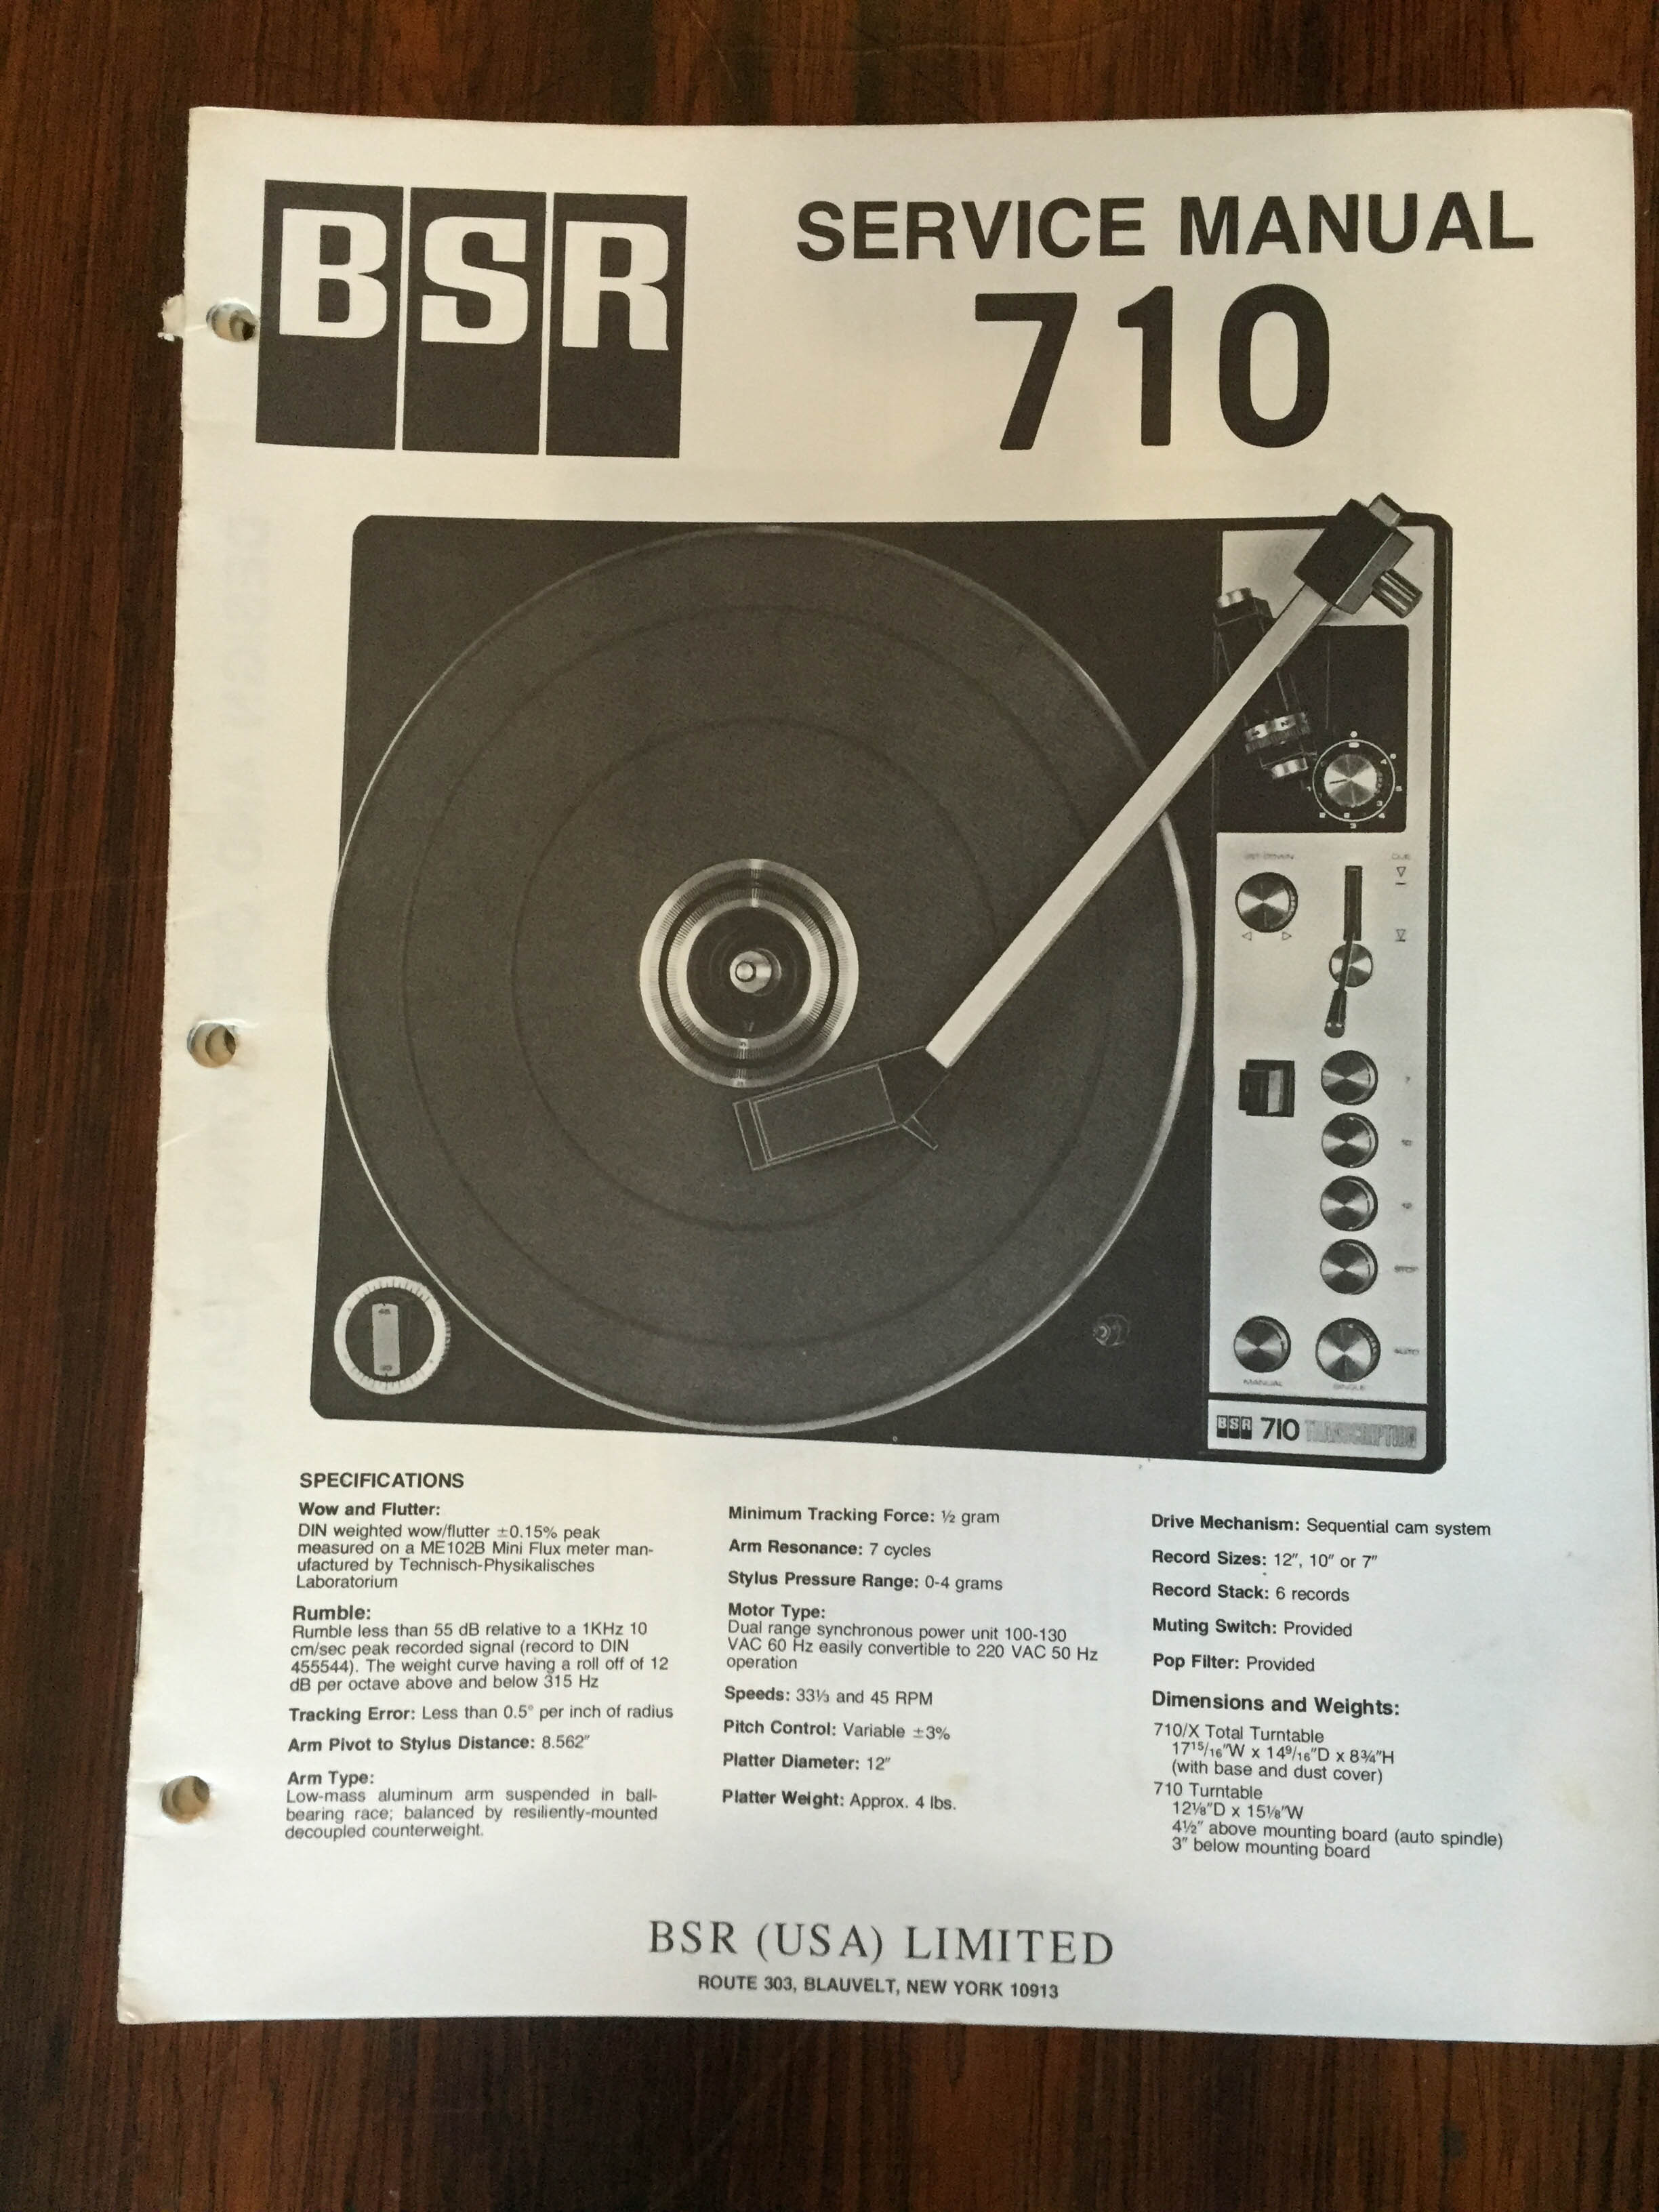 BSR
SERVICE MANUAL
710
CUE
STOP
AUTO
MANUAL
SINGLE
BSR 710 TRANSCRIPTION
SPECIFICATIONS
Wow and Flutter:
DIN weighted wow/flutter ±0.15% peak
measured on a ME102B Mini Flux meter man-
ufactured by Technisch-Physikalisches
Laboratorium
Rumble:
Rumble less than 55 dB relative to a 1KHz 10
cm/sec peak recorded signal (record to DIN
455544). The weight curve having a roll off of 12
dB per octave above and below 315 Hz
Tracking Error: Less than 0.5° per inch of radius
Arm Pivot to Stylus Distance: 8.562"
Arm Type:
Low-mass aluminum arm suspended in ball-
bearing race; balanced by resiliently-mounted
decoupled counterweight.
Minimum Tracking Force: ½ gram
Arm Resonance: 7 cycles
Stylus Pressure Range: 0-4 grams
Motor Type:
Dual range synchronous power unit 100-130
VAC 60 Hz easily convertible to 220 VAC 50 Hz
operation
Speeds: 33⅓ and 45 RPM
Pitch Control: Variable ±3%
Platter Diameter: 12"
Platter Weight: Approx. 4 lbs.
Drive Mechanism: Sequential cam system
Record Sizes: 12", 10" or 7"
Record Stack: 6 records
Muting Switch: Provided
Pop Filter: Provided
Dimensions and Weights:
710/X Total Turntable
17¹⁵/₁₆"W x 14⁹/₁₆"D x 8¾"H
(with base and dust cover)
710 Turntable
12⅛"D x 15⅛"W
4½" above mounting board (auto spindle)
3" below mounting board
BSR (USA) LIMITED
ROUTE 303, BLAUVELT, NEW YORK 10913